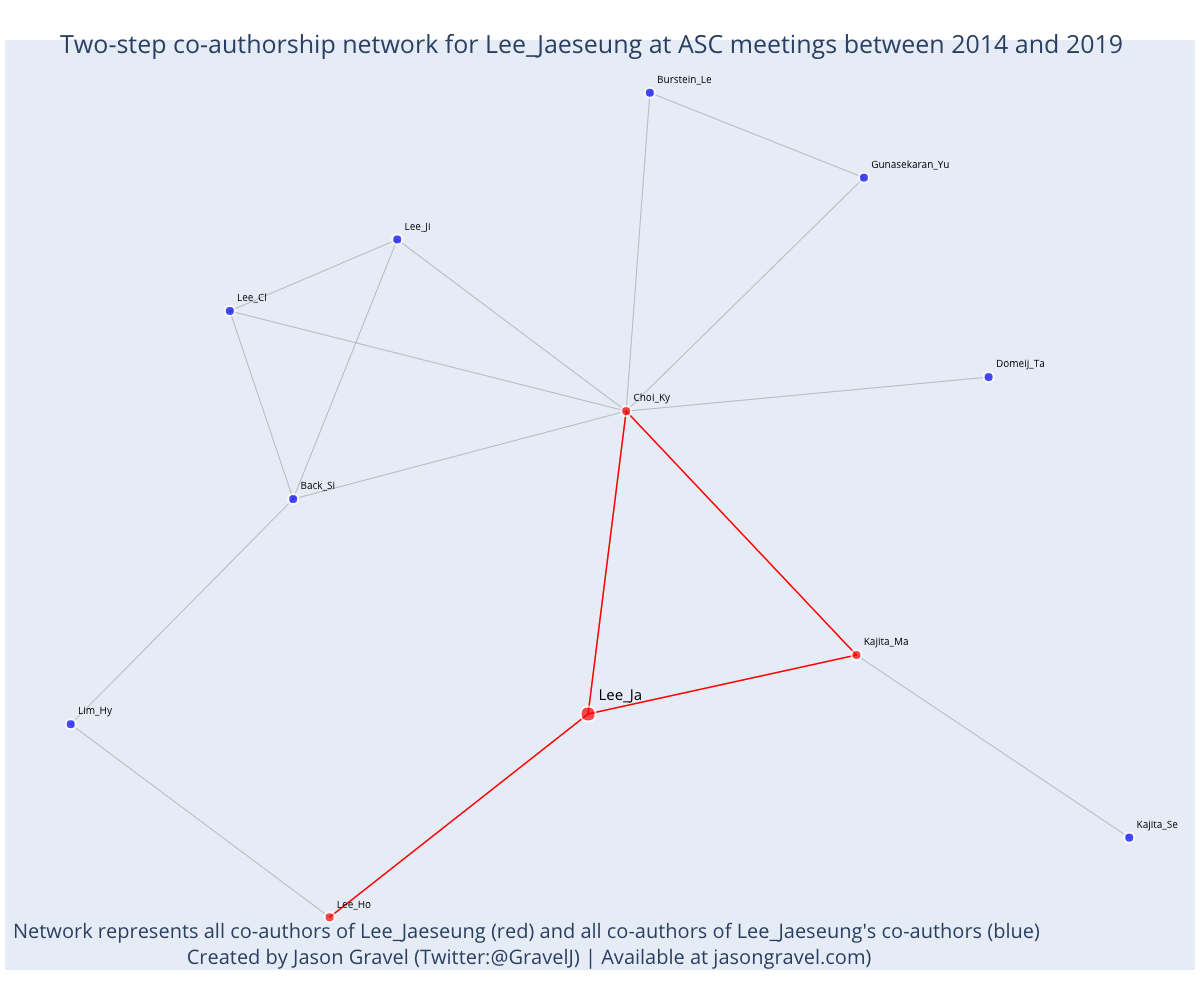 Two-step co-authorship network for Lee_Jaeseung at ASC meetings between 2014 and 2019
Burstein_Le
Gunasekaran_Yu
Lee_Ji
Lee_Cl
Domeij_Ta
Choi_Ky
Back_Si
Kajita_Ma
Lee_Ja
Lim_Hy
Kajita_Se
Lee_Ho
Network represents all co-authors of Lee_Jaeseung (red) and all co-authors of Lee_Jaeseung's co-authors (blue)
Created by Jason Gravel (Twitter:@GravelJ) | Available at jasongravel.com)